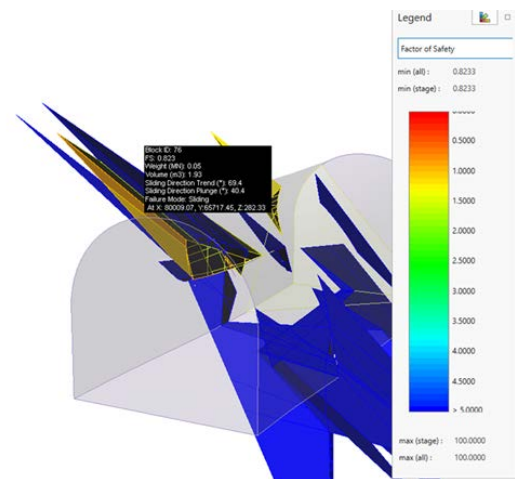 Legend
Factor of Safety
min (all) : 0.8233
min (stage) : 0.8233
0.5000
1.0000
1.5000
2.0000
2.5000
3.0000
3.5000
4.0000
4.5000
> 5.0000
max (stage) : 100.0000
max (all) : 100.0000
Block ID: 76
FS: 0.823
Weight (MN): 0.05
Volume (m3): 1.93
Sliding Direction Trend (°): 69.4
Sliding Direction Plunge (°): 40.4
Failure Mode: Sliding
At X: 80009.07, Y:65717.45, Z:282.33